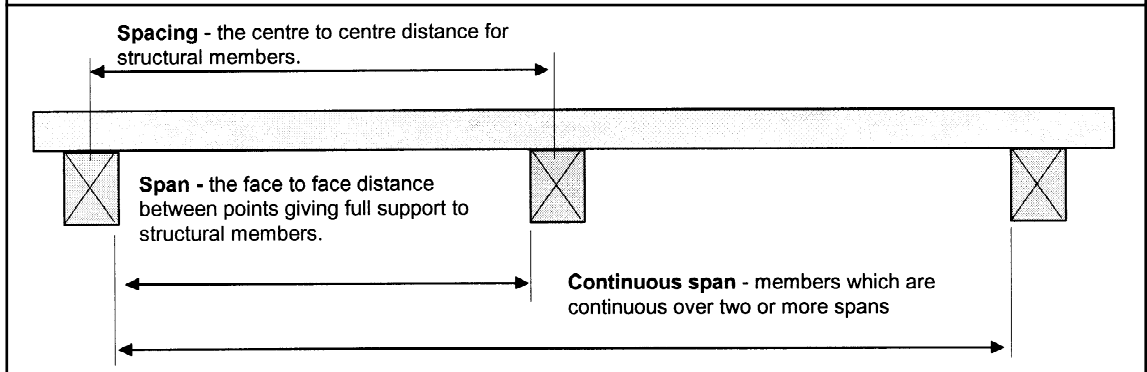 Spacing - the centre to centre distance for
structural members.
Span - the face to face distance
between points giving full support to
structural members.
Continuous span - members which are
continuous over two or more spans